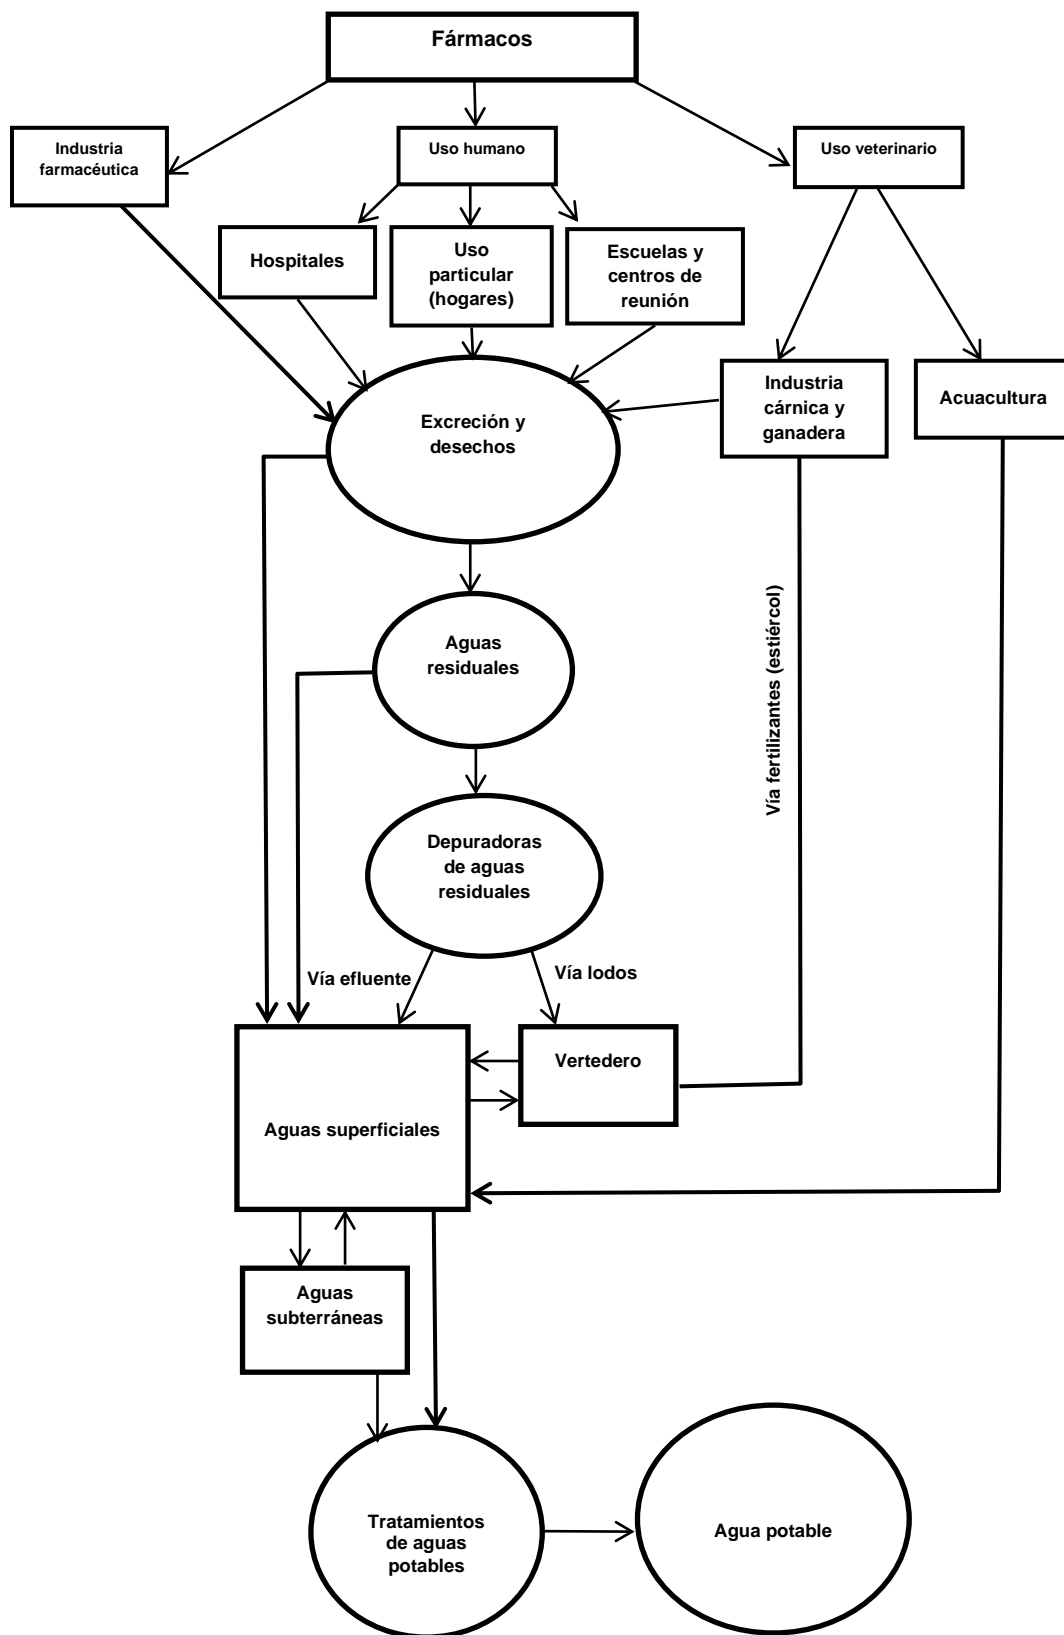 Fármacos
Industria
farmacéutica
Uso humano
Uso veterinario
Hospitales
Uso
particular
(hogares)
Escuelas y
centros de
reunión
Industria
cárnica y
ganadera
Acuacultura
Excreción y
desechos
Aguas
residuales
Vía fertilizantes (estiércol)
Depuradoras
de aguas
residuales
Vía efluente
Vía lodos
Vertedero
Aguas superficiales
Aguas
subterráneas
Tratamientos
de aguas
potables
Agua potable